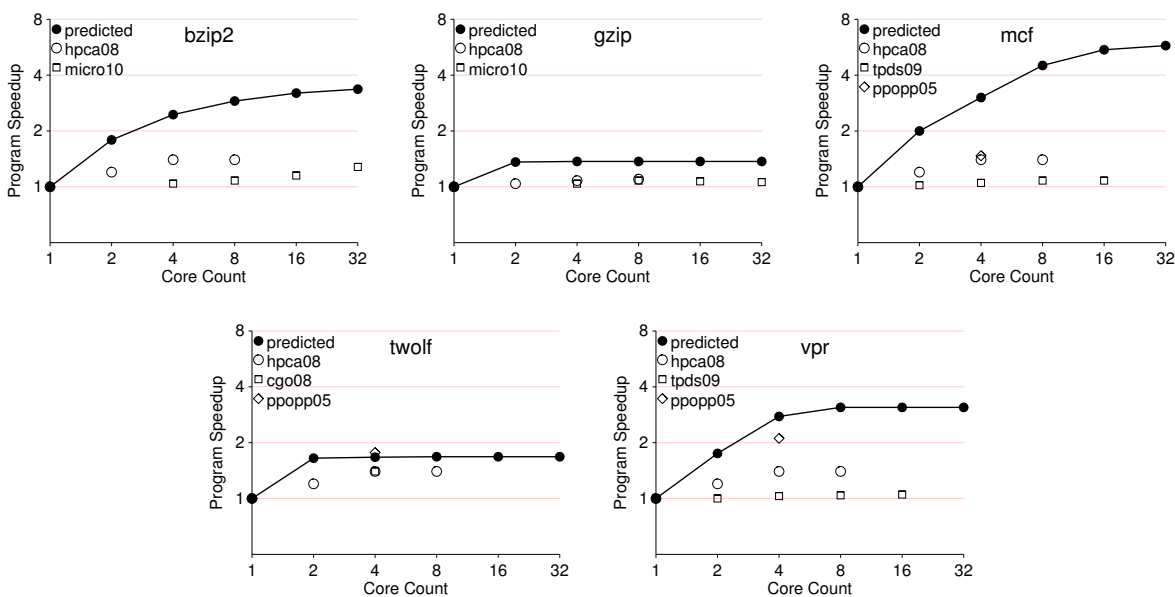 bzip2
predicted
hpca08
micro10
Program Speedup
8
4
2
1
1 2 4 8 16 32
Core Count
gzip
predicted
hpca08
micro10
Program Speedup
8
4
2
1
1 2 4 8 16 32
Core Count
mcf
predicted
hpca08
tpds09
ppopp05
Program Speedup
8
4
2
1
1 2 4 8 16 32
Core Count
twolf
predicted
hpca08
cgo08
ppopp05
Program Speedup
8
4
2
1
1 2 4 8 16 32
Core Count
vpr
predicted
hpca08
tpds09
ppopp05
Program Speedup
8
4
2
1
1 2 4 8 16 32
Core Count